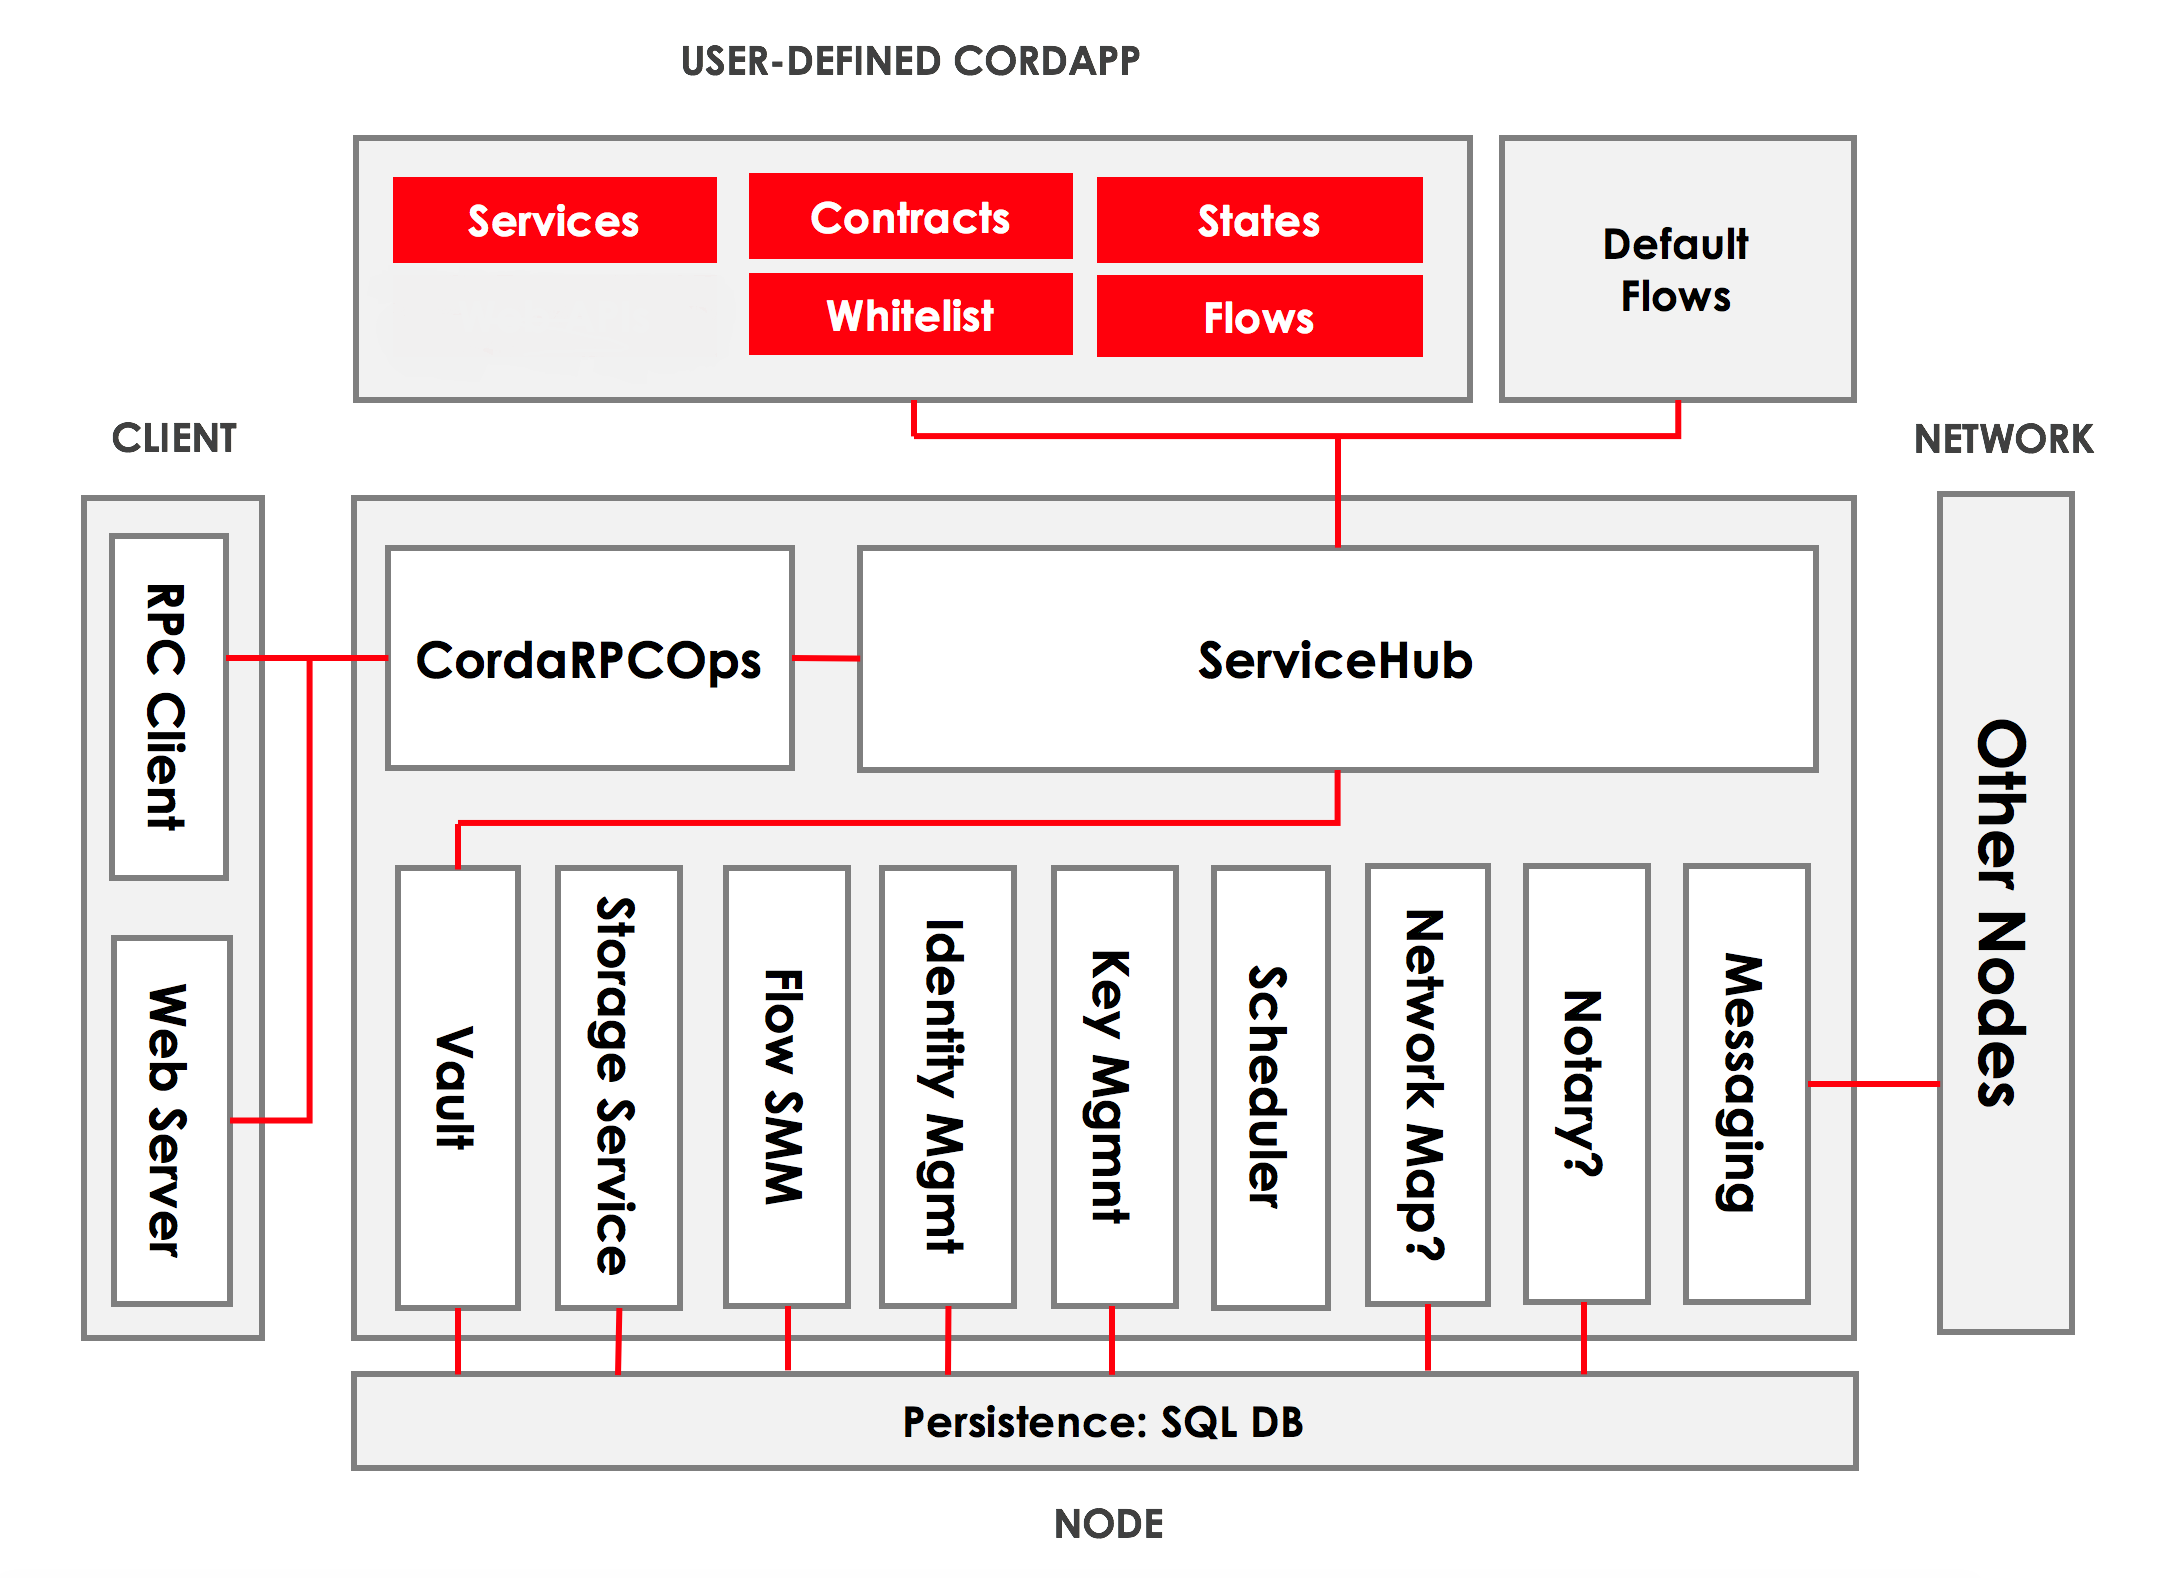 USER-DEFINED CORDAPP
Services
Contracts
States
Whitelist
Flows
Default
Flows
CLIENT
NETWORK
RPC Client
Web Server
CordaRPCOps
ServiceHub
Vault
Storage Service
Flow SMM
Identity Mgmt
Key Mgmnt
Scheduler
Network Map?
Notary?
Messaging
Other Nodes
Persistence: SQL DB
NODE